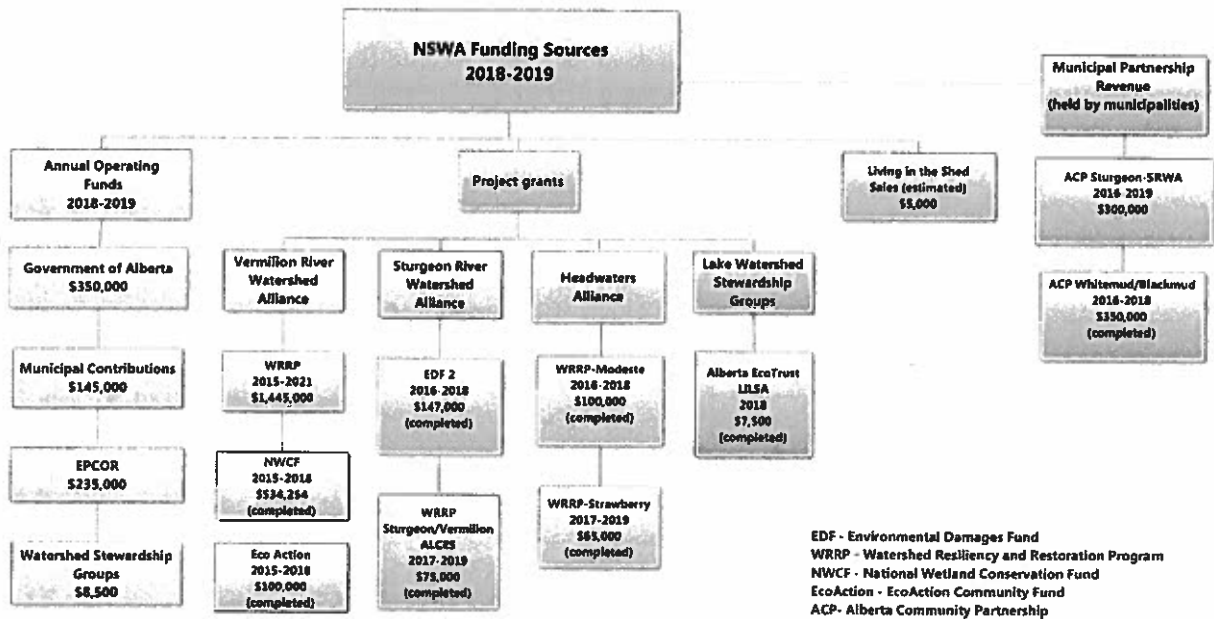 NSWA Funding Sources
2018-2019
Municipal Partnership
Revenue
(held by municipalities)
Annual Operating
Funds
2018-2019
Project grants
Living in the Shed
Sales (estimated)
$5,000
ACP Sturgeon-SRWA
2016-2019
$300,000
Government of Alberta
$350,000
Vermilion River
Watershed
Alliance
Sturgeon River
Watershed
Alliance
Headwaters
Alliance
Lake Watershed
Stewardship
Groups
ACP Whitemud/Blackmud
2016-2018
$350,000
(completed)
Municipal Contributions
$145,000
WRRP
2015-2021
$1,445,000
EDF 2
2016-2018
$147,000
(completed)
WRRP-Modeste
2016-2018
$100,000
(completed)
Alberta EcoTrust
LILSA
2018
$7,500
(completed)
EPCOR
$235,000
NWCF
2015-2018
$534,254
(completed)
WRRP
Sturgeon/Vermilion
ALCES
2017-2019
$75,000
(completed)
WRRP-Strawberry
2017-2019
$65,000
(completed)
Watershed Stewardship
Groups
$8,500
Eco Action
2015-2018
$100,000
(completed)
EDF - Environmental Damages Fund
WRRP - Watershed Resiliency and Restoration Program
NWCF - National Wetland Conservation Fund
EcoAction - EcoAction Community Fund
ACP- Alberta Community Partnership